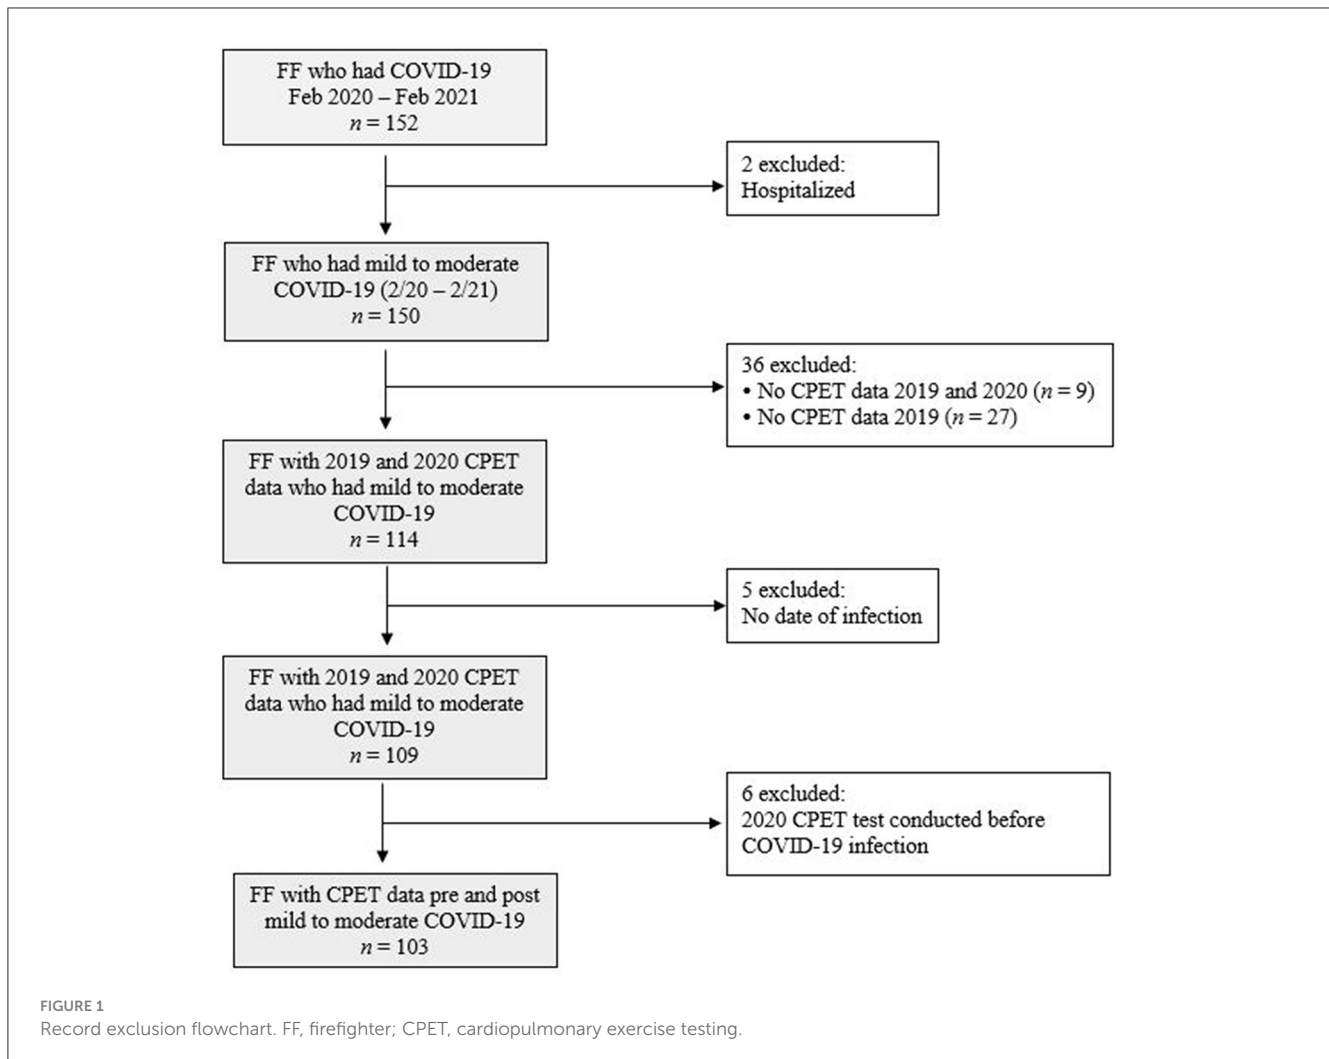 FF who had COVID-19
Feb 2020 – Feb 2021
n = 152
2 excluded:
Hospitalized
FF who had mild to moderate
COVID-19 (2/20 – 2/21)
n = 150
36 excluded:
• No CPET data 2019 and 2020 (n = 9)
• No CPET data 2019 (n = 27)
FF with 2019 and 2020 CPET
data who had mild to moderate
COVID-19
n = 114
5 excluded:
No date of infection
FF with 2019 and 2020 CPET
data who had mild to moderate
COVID-19
n = 109
6 excluded:
2020 CPET test conducted before
COVID-19 infection
FF with CPET data pre and post
mild to moderate COVID-19
n = 103
FIGURE 1
Record exclusion flowchart. FF, firefighter; CPET, cardiopulmonary exercise testing.